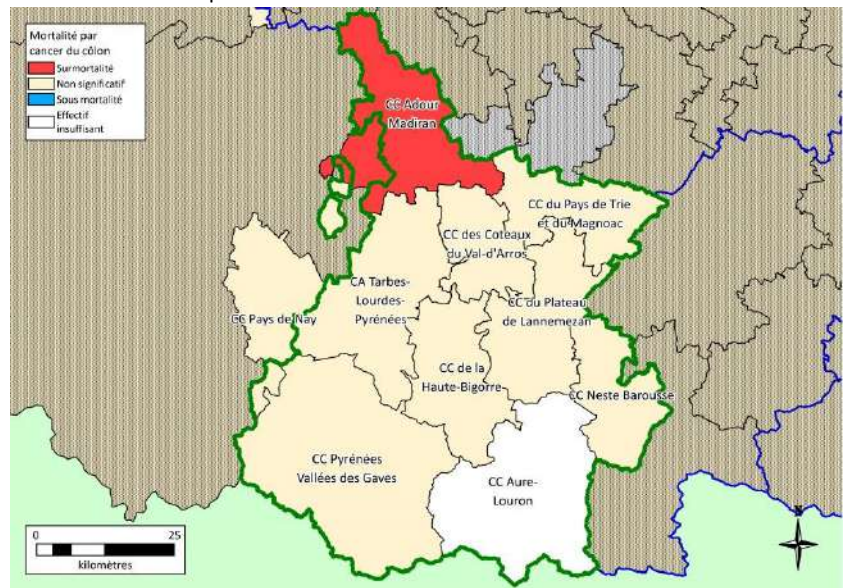 Mortalité par
cancer du côlon
Surmortalité
Non significatif
Sous mortalité
Effectif
insuffisant
CC Adour
Madiran
CC du Pays de Trie
et du Magnoac
CC des Coteaux
du Val-d'Arros
CA Tarbes-
Lourdes-
Pyrénées
CC Pays de Nay
CC du Plateau
de Lannemezan
CC de la
Haute-Bigorre
CC Neste Barousse
CC Pyrénées
Vallées des Gaves
CC Aure-
Louron
0 25
kilomètres
N